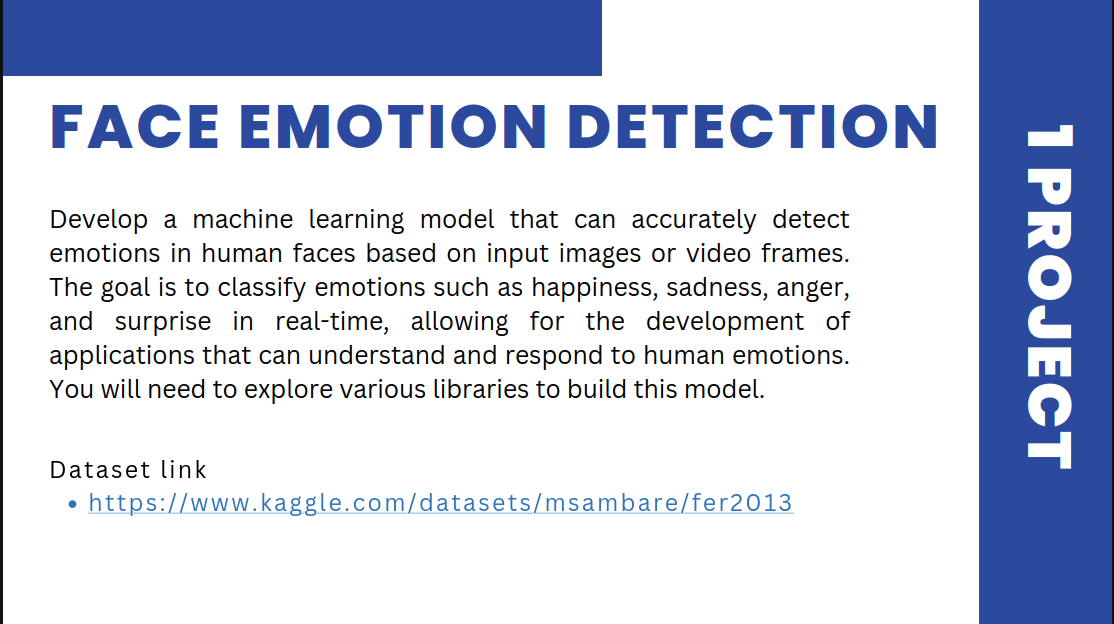 FACE EMOTION DETECTION
Develop a machine learning model that can accurately detect
emotions in human faces based on input images or video frames.
The goal is to classify emotions such as happiness, sadness, anger,
and surprise in real-time, allowing for the development of
applications that can understand and respond to human emotions.
You will need to explore various libraries to build this model.
Dataset link
• https://www.kaggle.com/datasets/msambare/fer2013
1 PROJECT